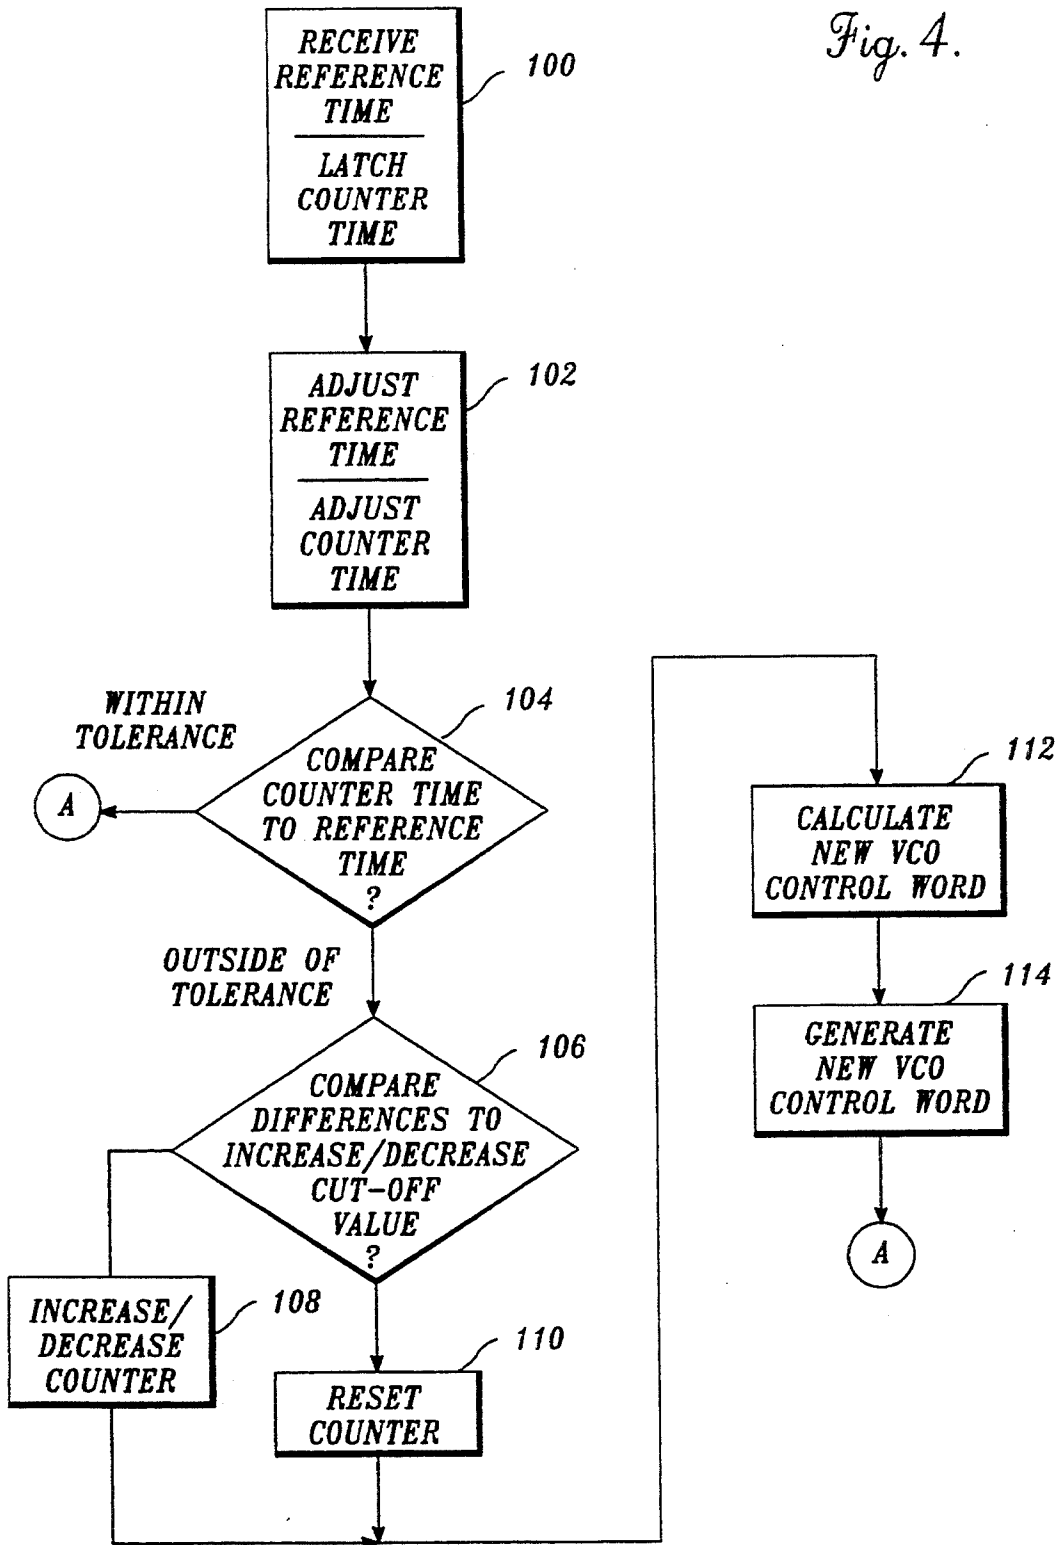 Fig. 4.
RECEIVE
REFERENCE
TIME
LATCH
COUNTER
TIME
100
ADJUST
REFERENCE
TIME
ADJUST
COUNTER
TIME
102
WITHIN
TOLERANCE
A
COMPARE
COUNTER TIME
TO REFERENCE
TIME
?
104
OUTSIDE OF
TOLERANCE
COMPARE
DIFFERENCES TO
INCREASE/DECREASE
CUT-OFF
VALUE
?
106
INCREASE/
DECREASE
COUNTER
108
RESET
COUNTER
110
CALCULATE
NEW VCO
CONTROL WORD
112
GENERATE
NEW VCO
CONTROL WORD
114
A